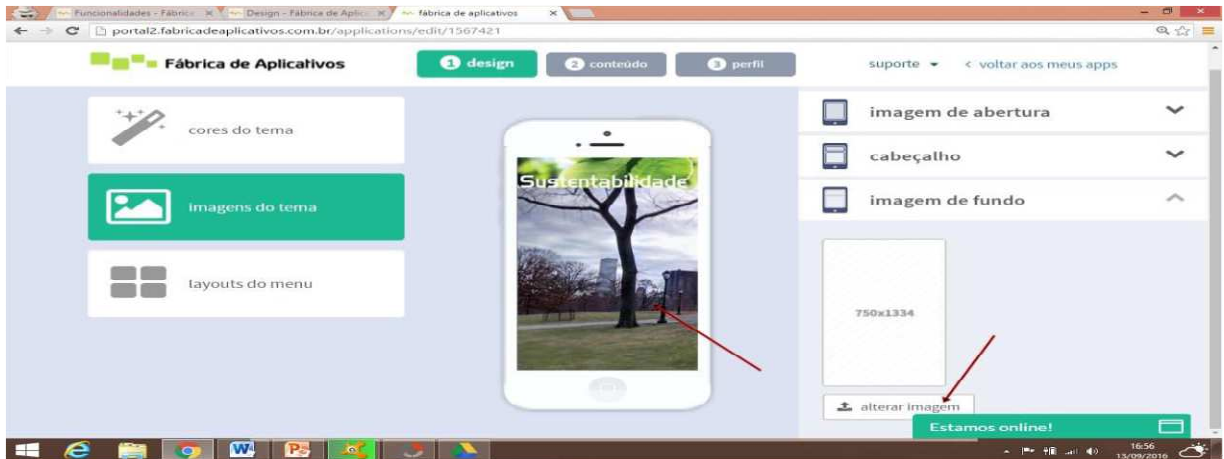 Funcionalidades - Fábric
Design - Fábrica de Aplic
fábrica de aplicativos
portal2.fabricadeaplicativos.com.br/applications/edit/1567421
Fábrica de Aplicativos
1 design
2 conteúdo
3 perfil
suporte
< voltar aos meus apps
cores do tema
imagens do tema
layouts do menu
Sustentabilidade
imagem de abertura
cabeçalho
imagem de fundo
750x1334
alterar imagem
Estamos online!
16:56
13/09/2016